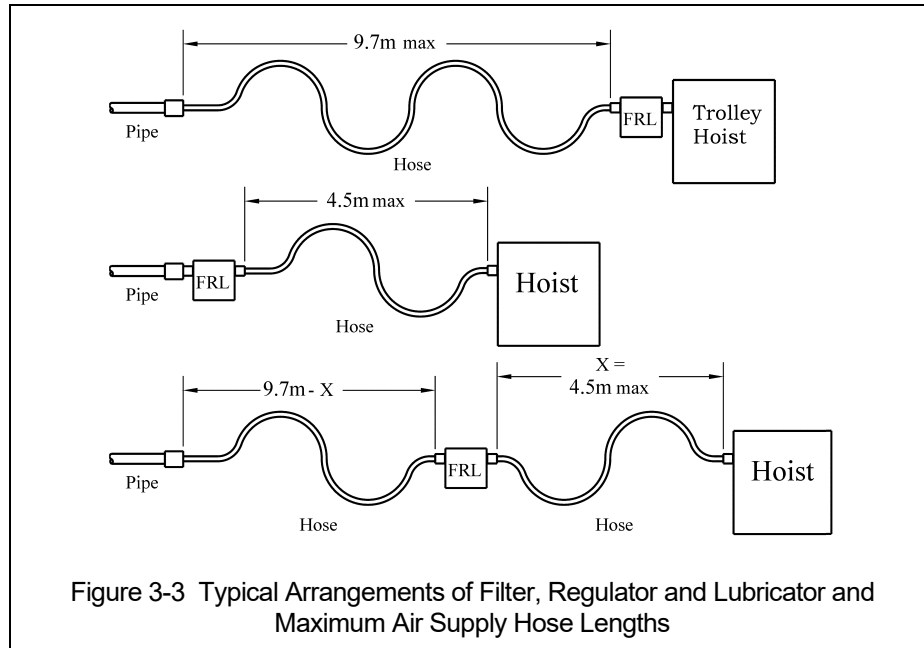 9.7m max
Pipe
Hose
FRL
Trolley
Hoist
4.5m max
Pipe
FRL
Hose
Hoist
9.7m - X
X =
4.5m max
Pipe
Hose
FRL
Hose
Hoist
Figure 3-3 Typical Arrangements of Filter, Regulator and Lubricator and
Maximum Air Supply Hose Lengths